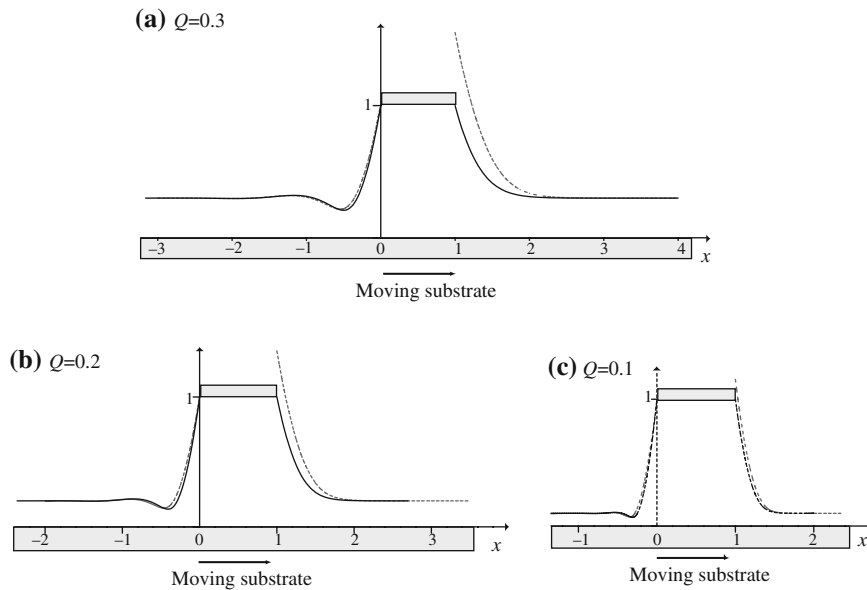 (a) Q=0.3
1
−3 −2 −1 0 1 2 3 4 x
Moving substrate
(b) Q=0.2
1
−2 −1 0 1 2 3 x
Moving substrate
(c) Q=0.1
1
−1 0 1 2 x
Moving substrate